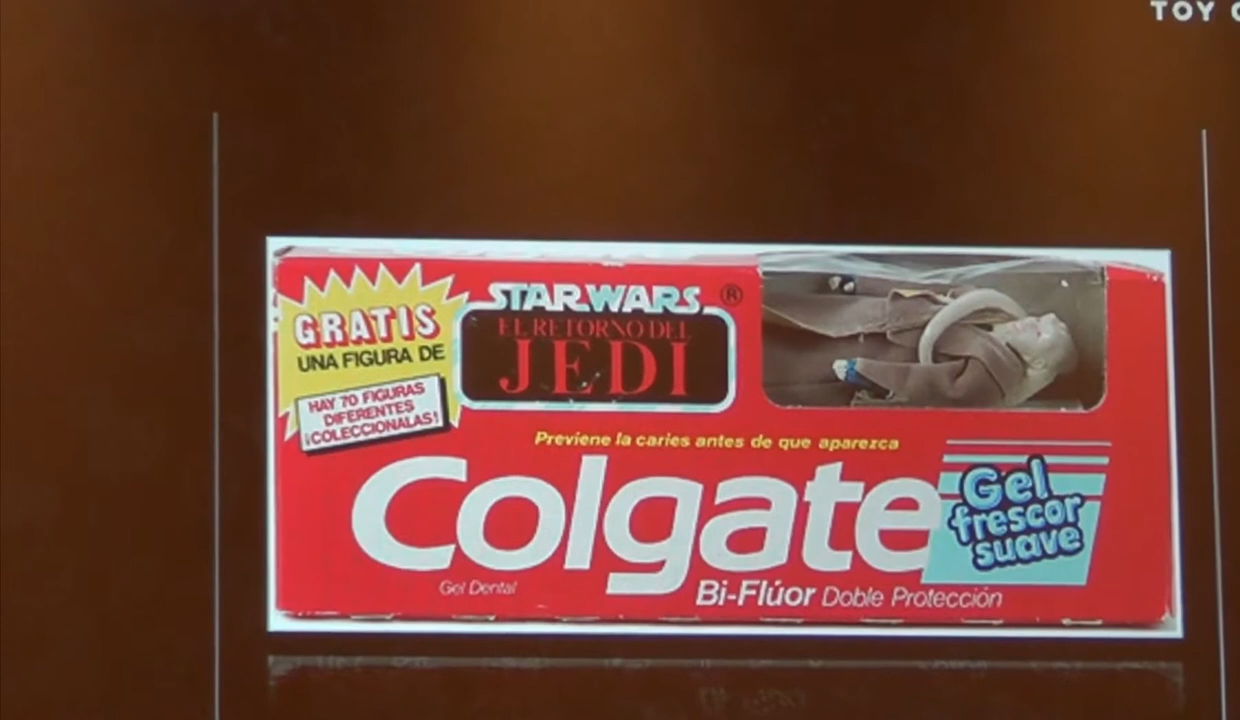 TOY
GRATIS
UNA FIGURA DE
HAY 70 FIGURAS
DIFERENTES
¡COLECCIONALAS!
STAR WARS ®
EL RETORNO DEL
JEDI
Previene la caries antes de que aparezca
Colgate
Gel
frescor
suave
Gel Dental
Bi-Flúor Doble Protección